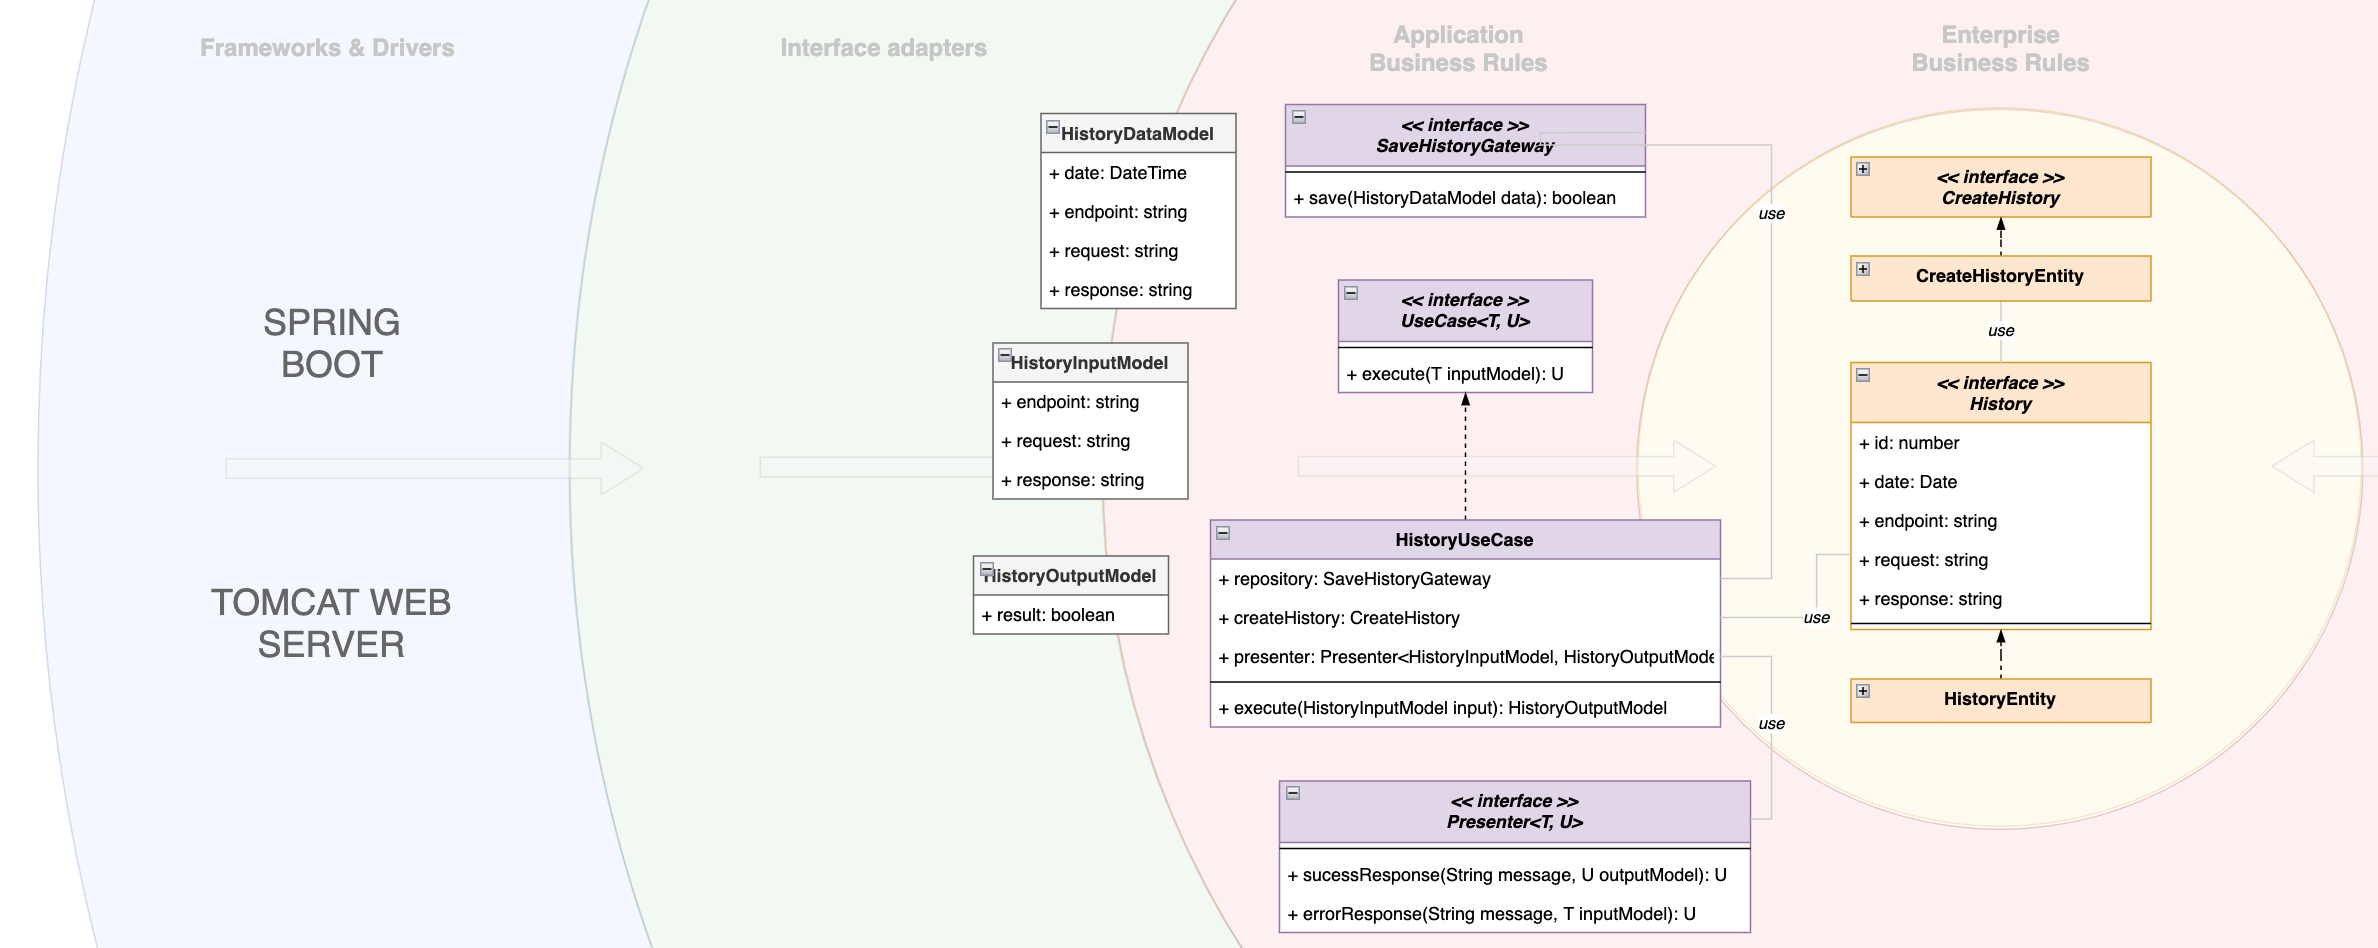 Frameworks & Drivers
Interface adapters
Application
Business Rules
Enterprise
Business Rules
SPRING
BOOT
TOMCAT WEB
SERVER
HistoryDataModel
+ date: DateTime
+ endpoint: string
+ request: string
+ response: string
HistoryInputModel
+ endpoint: string
+ request: string
+ response: string
HistoryOutputModel
+ result: boolean
<< interface >>
SaveHistoryGateway
+ save(HistoryDataModel data): boolean
<< interface >>
UseCase<T, U>
+ execute(T inputModel): U
HistoryUseCase
+ repository: SaveHistoryGateway
+ createHistory: CreateHistory
+ presenter: Presenter<HistoryInputModel, HistoryOutputMode
+ execute(HistoryInputModel input): HistoryOutputModel
<< interface >>
Presenter<T, U>
+ sucessResponse(String message, U outputModel): U
+ errorResponse(String message, T inputModel): U
use
use
use
<< interface >>
CreateHistory
CreateHistoryEntity
use
<< interface >>
History
+ id: number
+ date: Date
+ endpoint: string
+ request: string
+ response: string
HistoryEntity